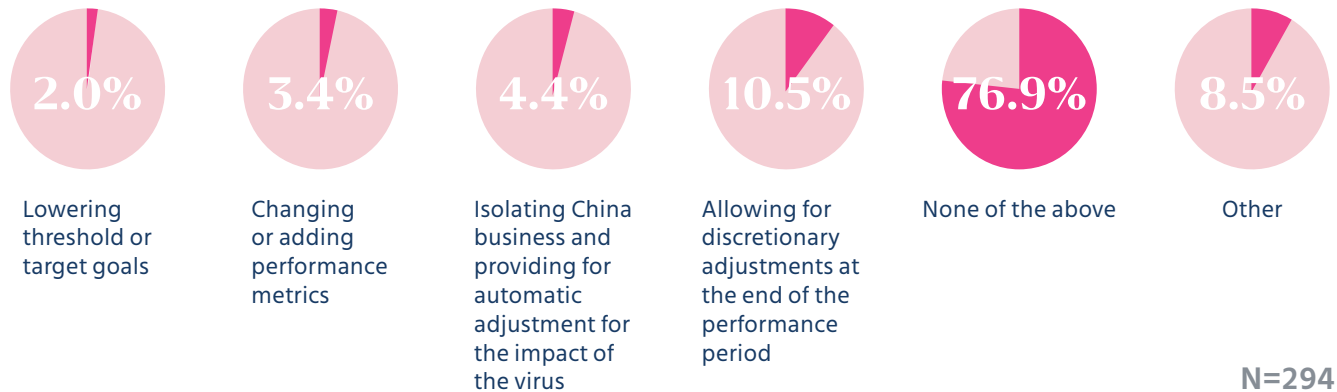 2.0%
3.4%
4.4%
10.5%
76.9%
8.5%
Lowering
threshold or
target goals
Changing
or adding
performance
metrics
Isolating China
business and
providing for
automatic
adjustment for
the impact of
the virus
Allowing for
discretionary
adjustments at
the end of the
performance
period
None of the above
Other
N=294